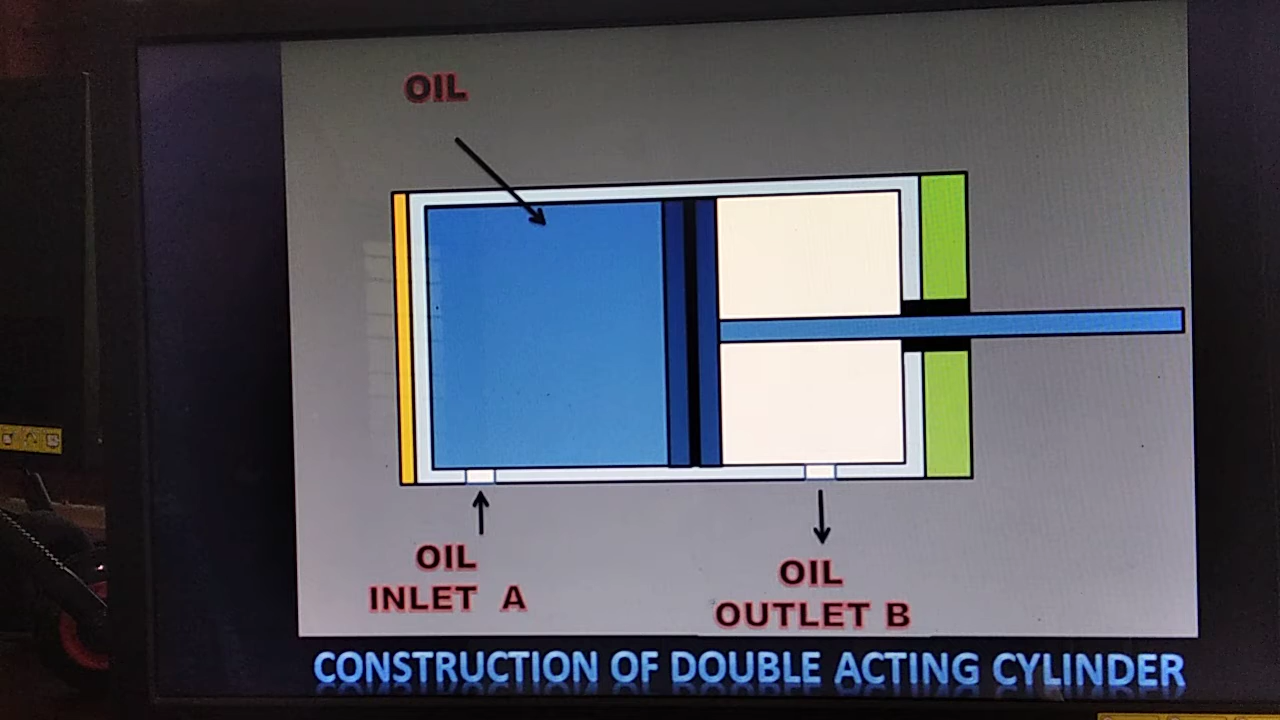 OIL
OIL
INLET A
OIL
OUTLET B
CONSTRUCTION OF DOUBLE ACTING CYLINDER